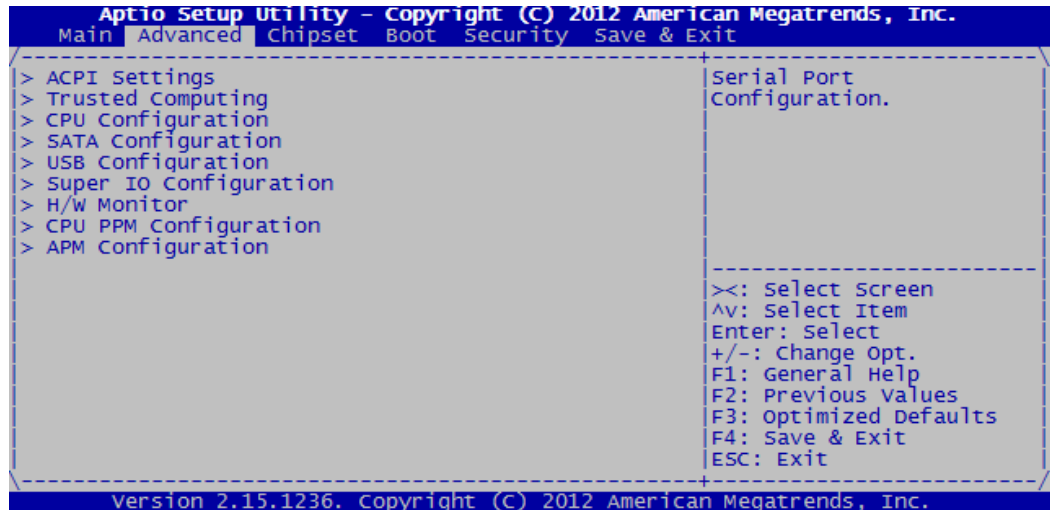 Aptio Setup Utility – Copyright (C) 2012 American Megatrends, Inc.
Main Advanced Chipset Boot Security Save & Exit
> ACPI Settings
> Trusted Computing
> CPU Configuration
> SATA Configuration
> USB Configuration
> Super IO Configuration
> H/W Monitor
> CPU PPM Configuration
> APM Configuration
Serial Port
Configuration.
><: Select Screen
^v: Select Item
Enter: Select
+/-: Change Opt.
F1: General Help
F2: Previous Values
F3: Optimized Defaults
F4: Save & Exit
ESC: Exit
Version 2.15.1236. Copyright (C) 2012 American Megatrends, Inc.